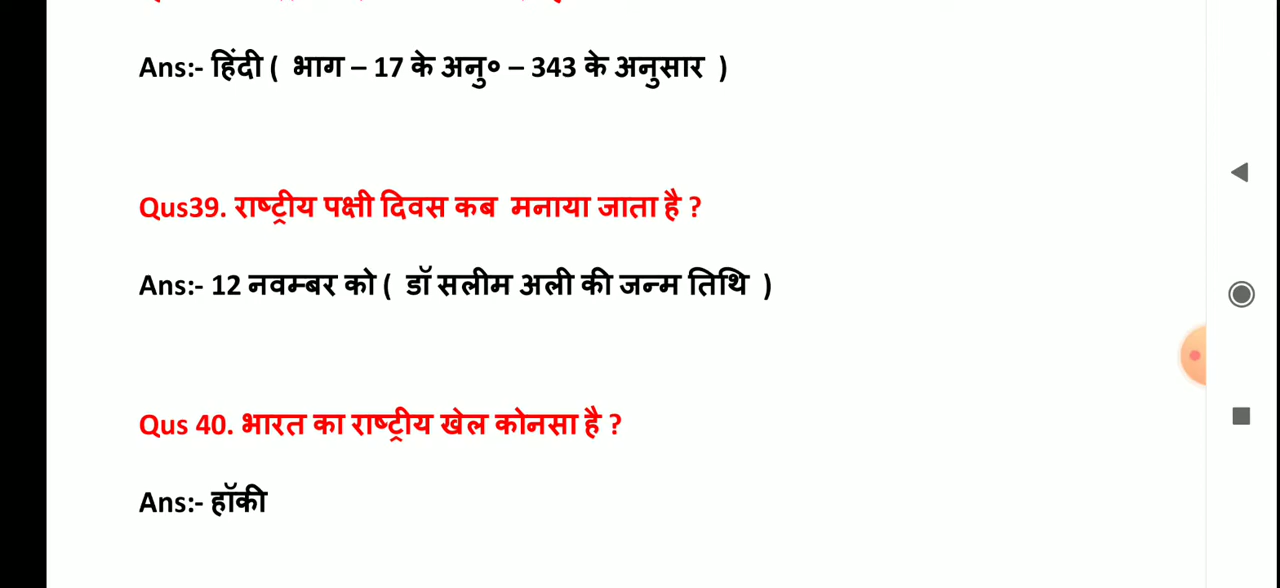 Ans:- हिंदी ( भाग – 17 के अनु० – 343 के अनुसार )
Qus39. राष्ट्रीय पक्षी दिवस कब मनाया जाता है ?
Ans:- 12 नवम्बर को ( डॉ सलीम अली की जन्म तिथि )
Qus 40. भारत का राष्ट्रीय खेल कोनसा है ?
Ans:- हॉकी